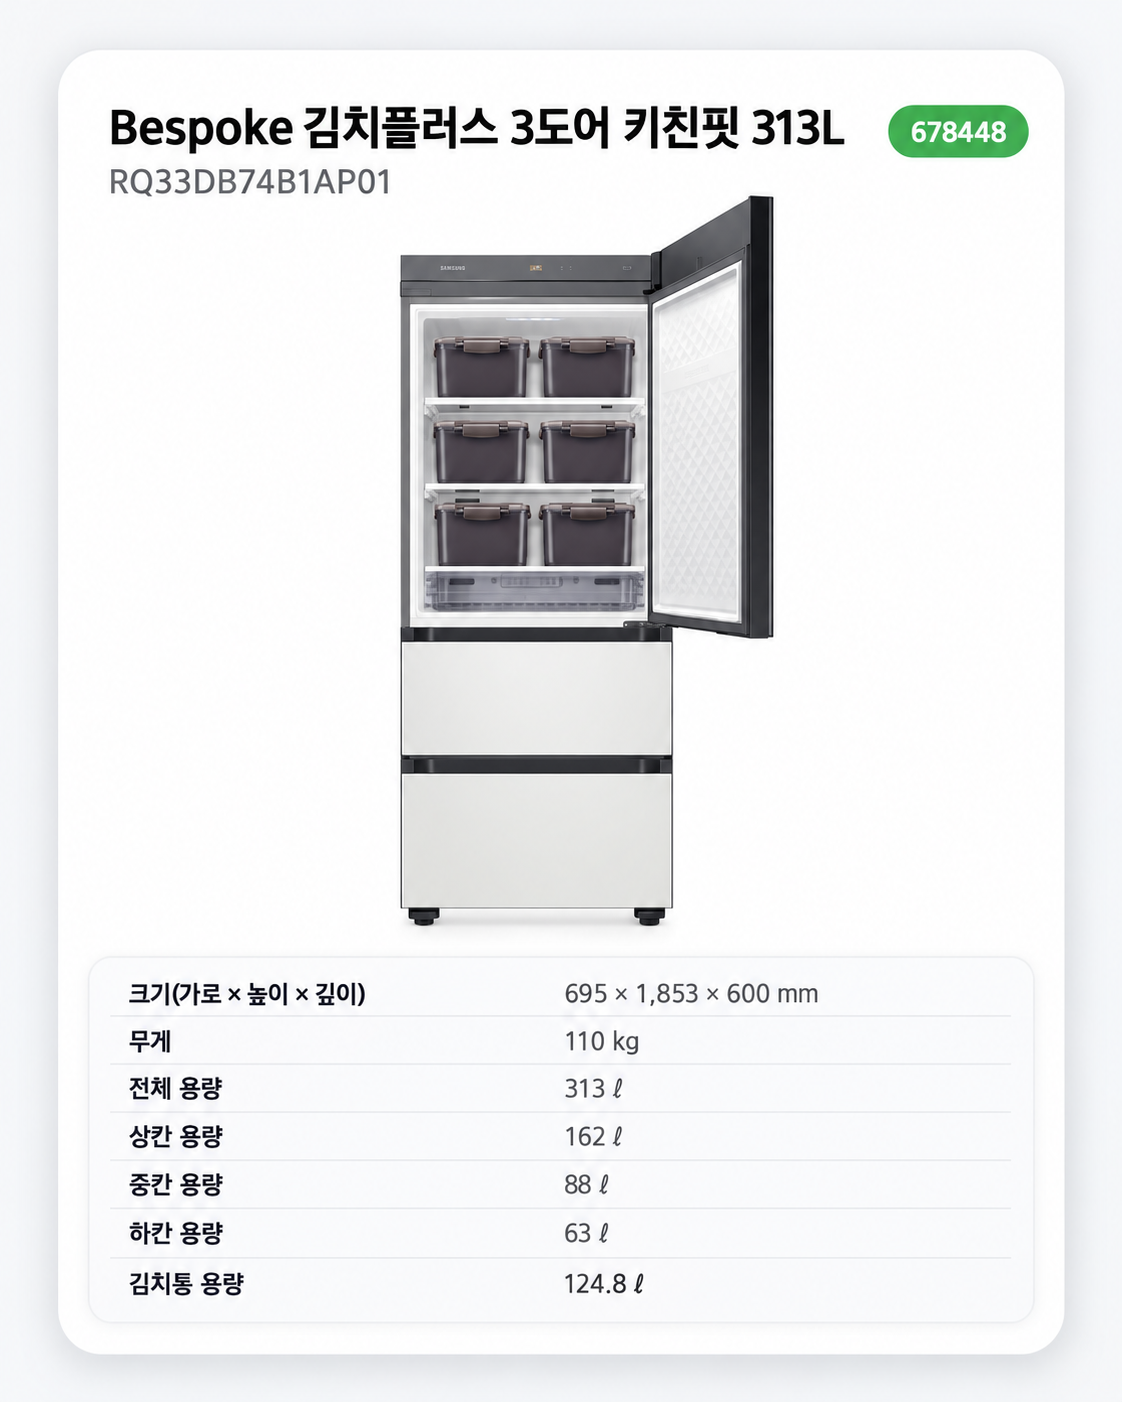 Bespoke 김치플러스 3도어 키친핏 313L
678448
RQ33DB74B1AP01
SAMSUNG
크기(가로 × 높이 × 깊이) 695 × 1,853 × 600 mm
무게 110 kg
전체 용량 313 ℓ
상칸 용량 162 ℓ
중칸 용량 88 ℓ
하칸 용량 63 ℓ
김치통 용량 124.8 ℓ